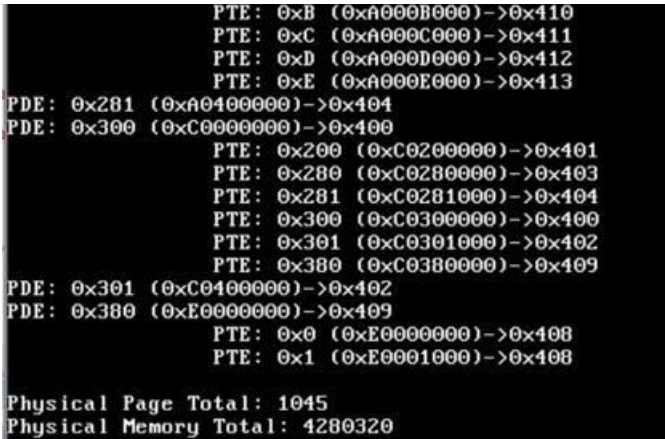 PTE: 0xB (0xA000B000)->0x410
PTE: 0xC (0xA000C000)->0x411
PTE: 0xD (0xA000D000)->0x412
PTE: 0xE (0xA000E000)->0x413
PDE: 0x281 (0xA0400000)->0x404
PDE: 0x300 (0xC0000000)->0x400
PTE: 0x200 (0xC0200000)->0x401
PTE: 0x280 (0xC0280000)->0x403
PTE: 0x281 (0xC0281000)->0x404
PTE: 0x300 (0xC0300000)->0x400
PTE: 0x301 (0xC0301000)->0x402
PTE: 0x380 (0xC0380000)->0x409
PDE: 0x301 (0xC0400000)->0x402
PDE: 0x380 (0xE0000000)->0x409
PTE: 0x0 (0xE0000000)->0x408
PTE: 0x1 (0xE0001000)->0x408
Physical Page Total: 1045
Physical Memory Total: 4280320